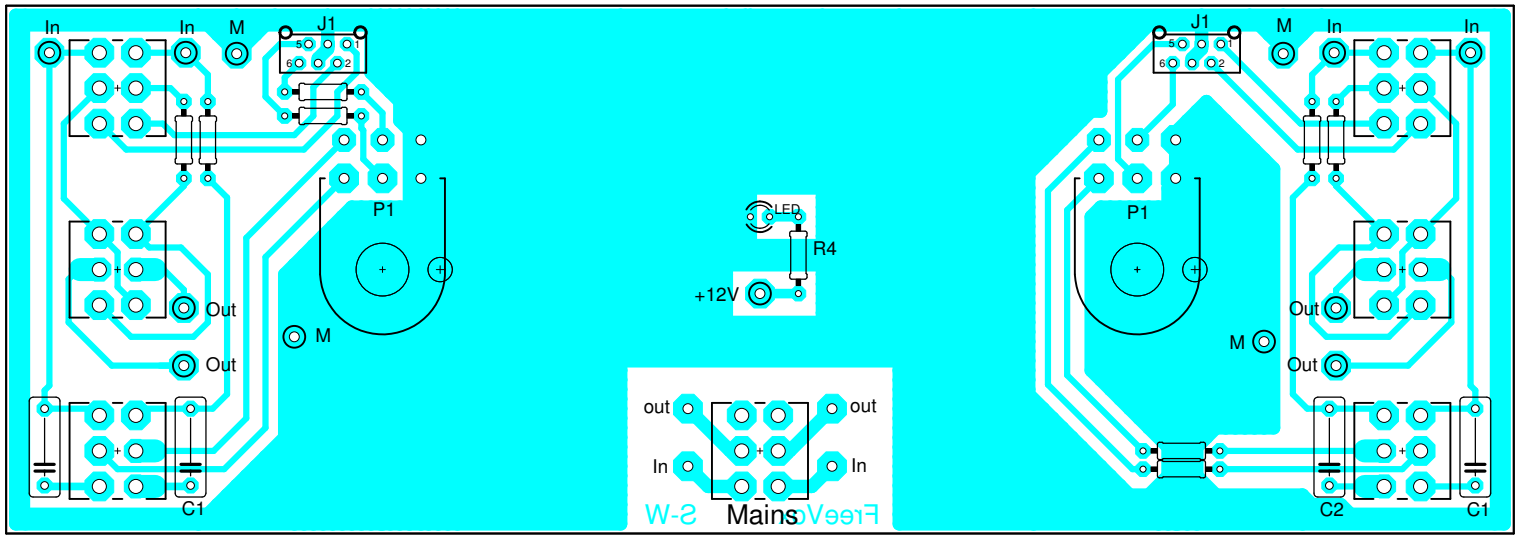 In In M J1
5 1
6 2
P1
Out
M
Out
C1
LED
R4
+12V
out out
In In
S-W Mains FreeVox
J1 M In In
5 1
6 2
P1
Out
M Out
C2 C1